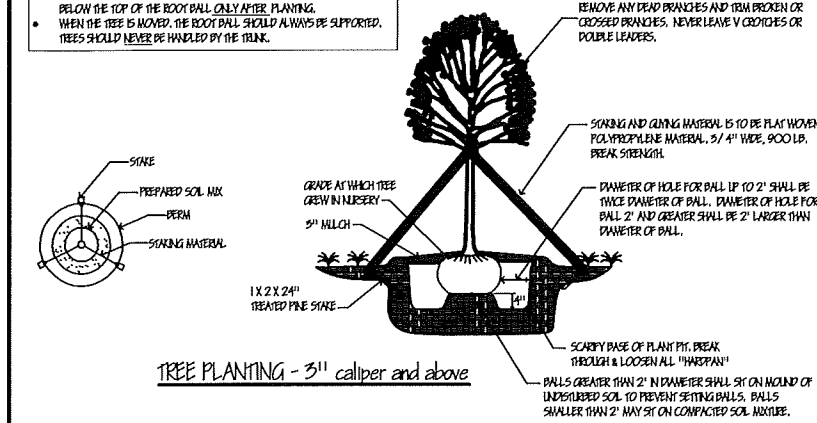 BELOW THE TOP OF THE ROOT BALL ONLY AFTER PLANTING.
• WHEN THE TREE IS MOVED, THE ROOT BALL SHOULD ALWAYS BE SUPPORTED.
TREES SHOULD NEVER BE HANDLED BY THE TRUNK.
REMOVE ANY DEAD BRANCHES AND TRIM BROKEN OR
CROSSED BRANCHES. NEVER LEAVE V CROTCHES OR
DOUBLE LEADERS.
STAKING AND GUYING MATERIAL IS TO BE FLAT WOVEN
POLYPROPYLENE MATERIAL, 3/4" WIDE, 900 LB.
BREAK STRENGTH.
STAKE
PREPARED SOIL MIX
BERM
STAKING MATERIAL
GRADE AT WHICH TREE
GREW IN NURSERY
3" MULCH
DIAMETER OF HOLE FOR BALL UP TO 2' SHALL BE
TWICE DIAMETER OF BALL. DIAMETER OF HOLE FOR
BALL 2' AND GREATER SHALL BE 2' LARGER THAN
DIAMETER OF BALL.
1 X 2 X 24"
TREATED PINE STAKE
4"
SCARIFY BASE OF PLANT PIT. BREAK
THROUGH & LOOSEN ALL "HARDPAN"
TREE PLANTING - 3" caliper and above
BALLS GREATER THAN 2' IN DIAMETER SHALL SIT ON MOUND OF
UNDISTURBED SOIL TO PREVENT SETTING BALLS. BALLS
SMALLER THAN 2' MAY SIT ON COMPACTED SOIL MIXTURE.